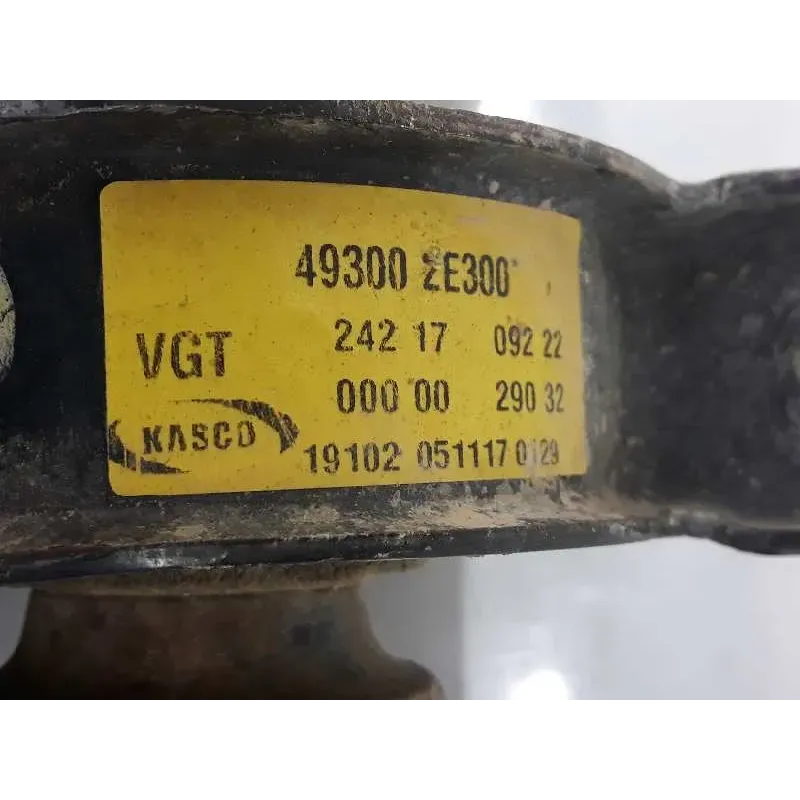 49300 2E300
VGT
242 17 092 22
000 00 290 32
KASCO
19102 051117 0129